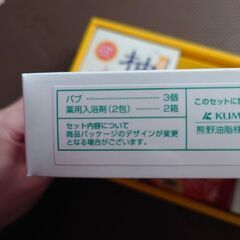 バブ ………… 3個
薬用入浴剤(2包) …… 2箱
セット内容について
商品パッケージのデザインが変更
となる場合がございます。
このセットに
KUM
熊野油脂株